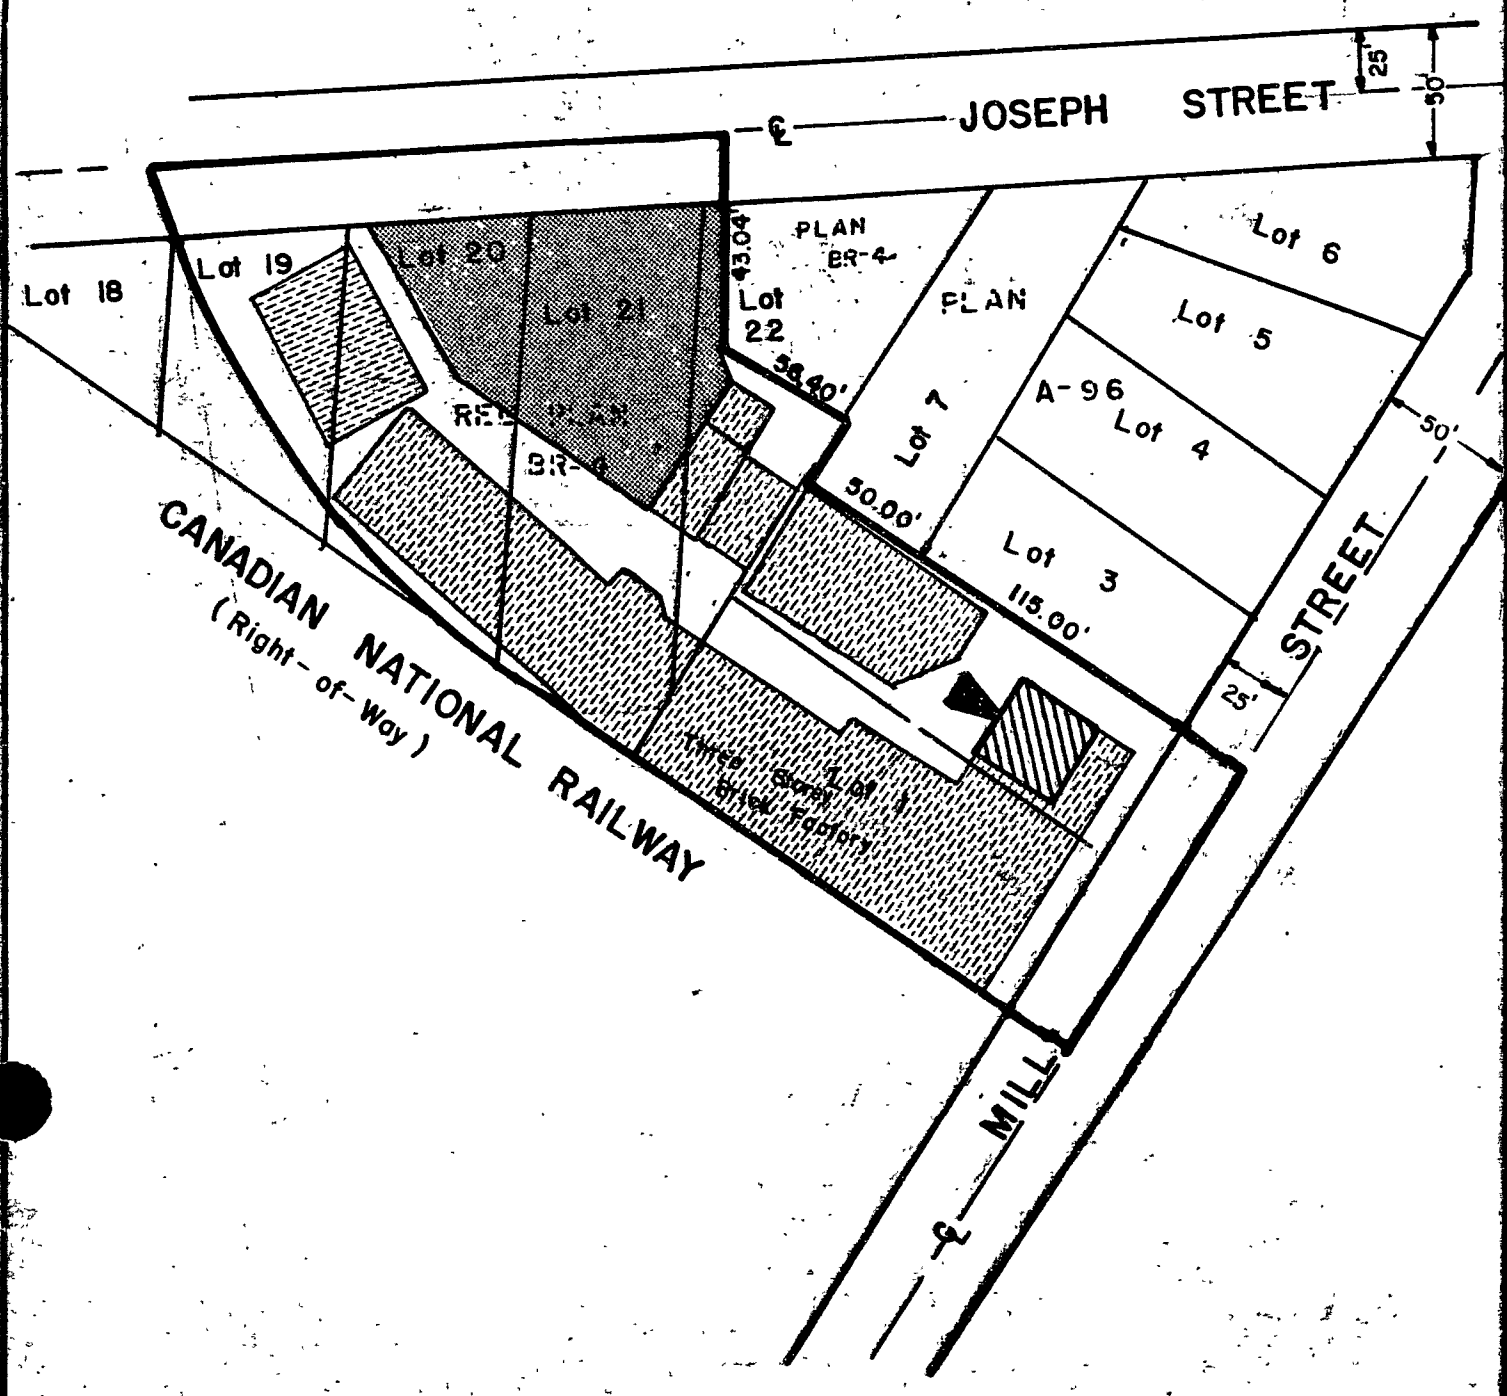 25'
50'
℄ JOSEPH STREET
Lot 18
Lot 19
Lot 20
Lot 21
43.04'
PLAN
BR-4
Lot
22
58.40'
PLAN
A-96
Lot 7
Lot 6
Lot 5
Lot 4
Lot 3
50'
50.00'
115.00'
REG PLAN
BR-4
CANADIAN NATIONAL RAILWAY
(Right-of-Way)
Three Storey
Brick Factory
Lot 1
25'
MILL STREET
℄